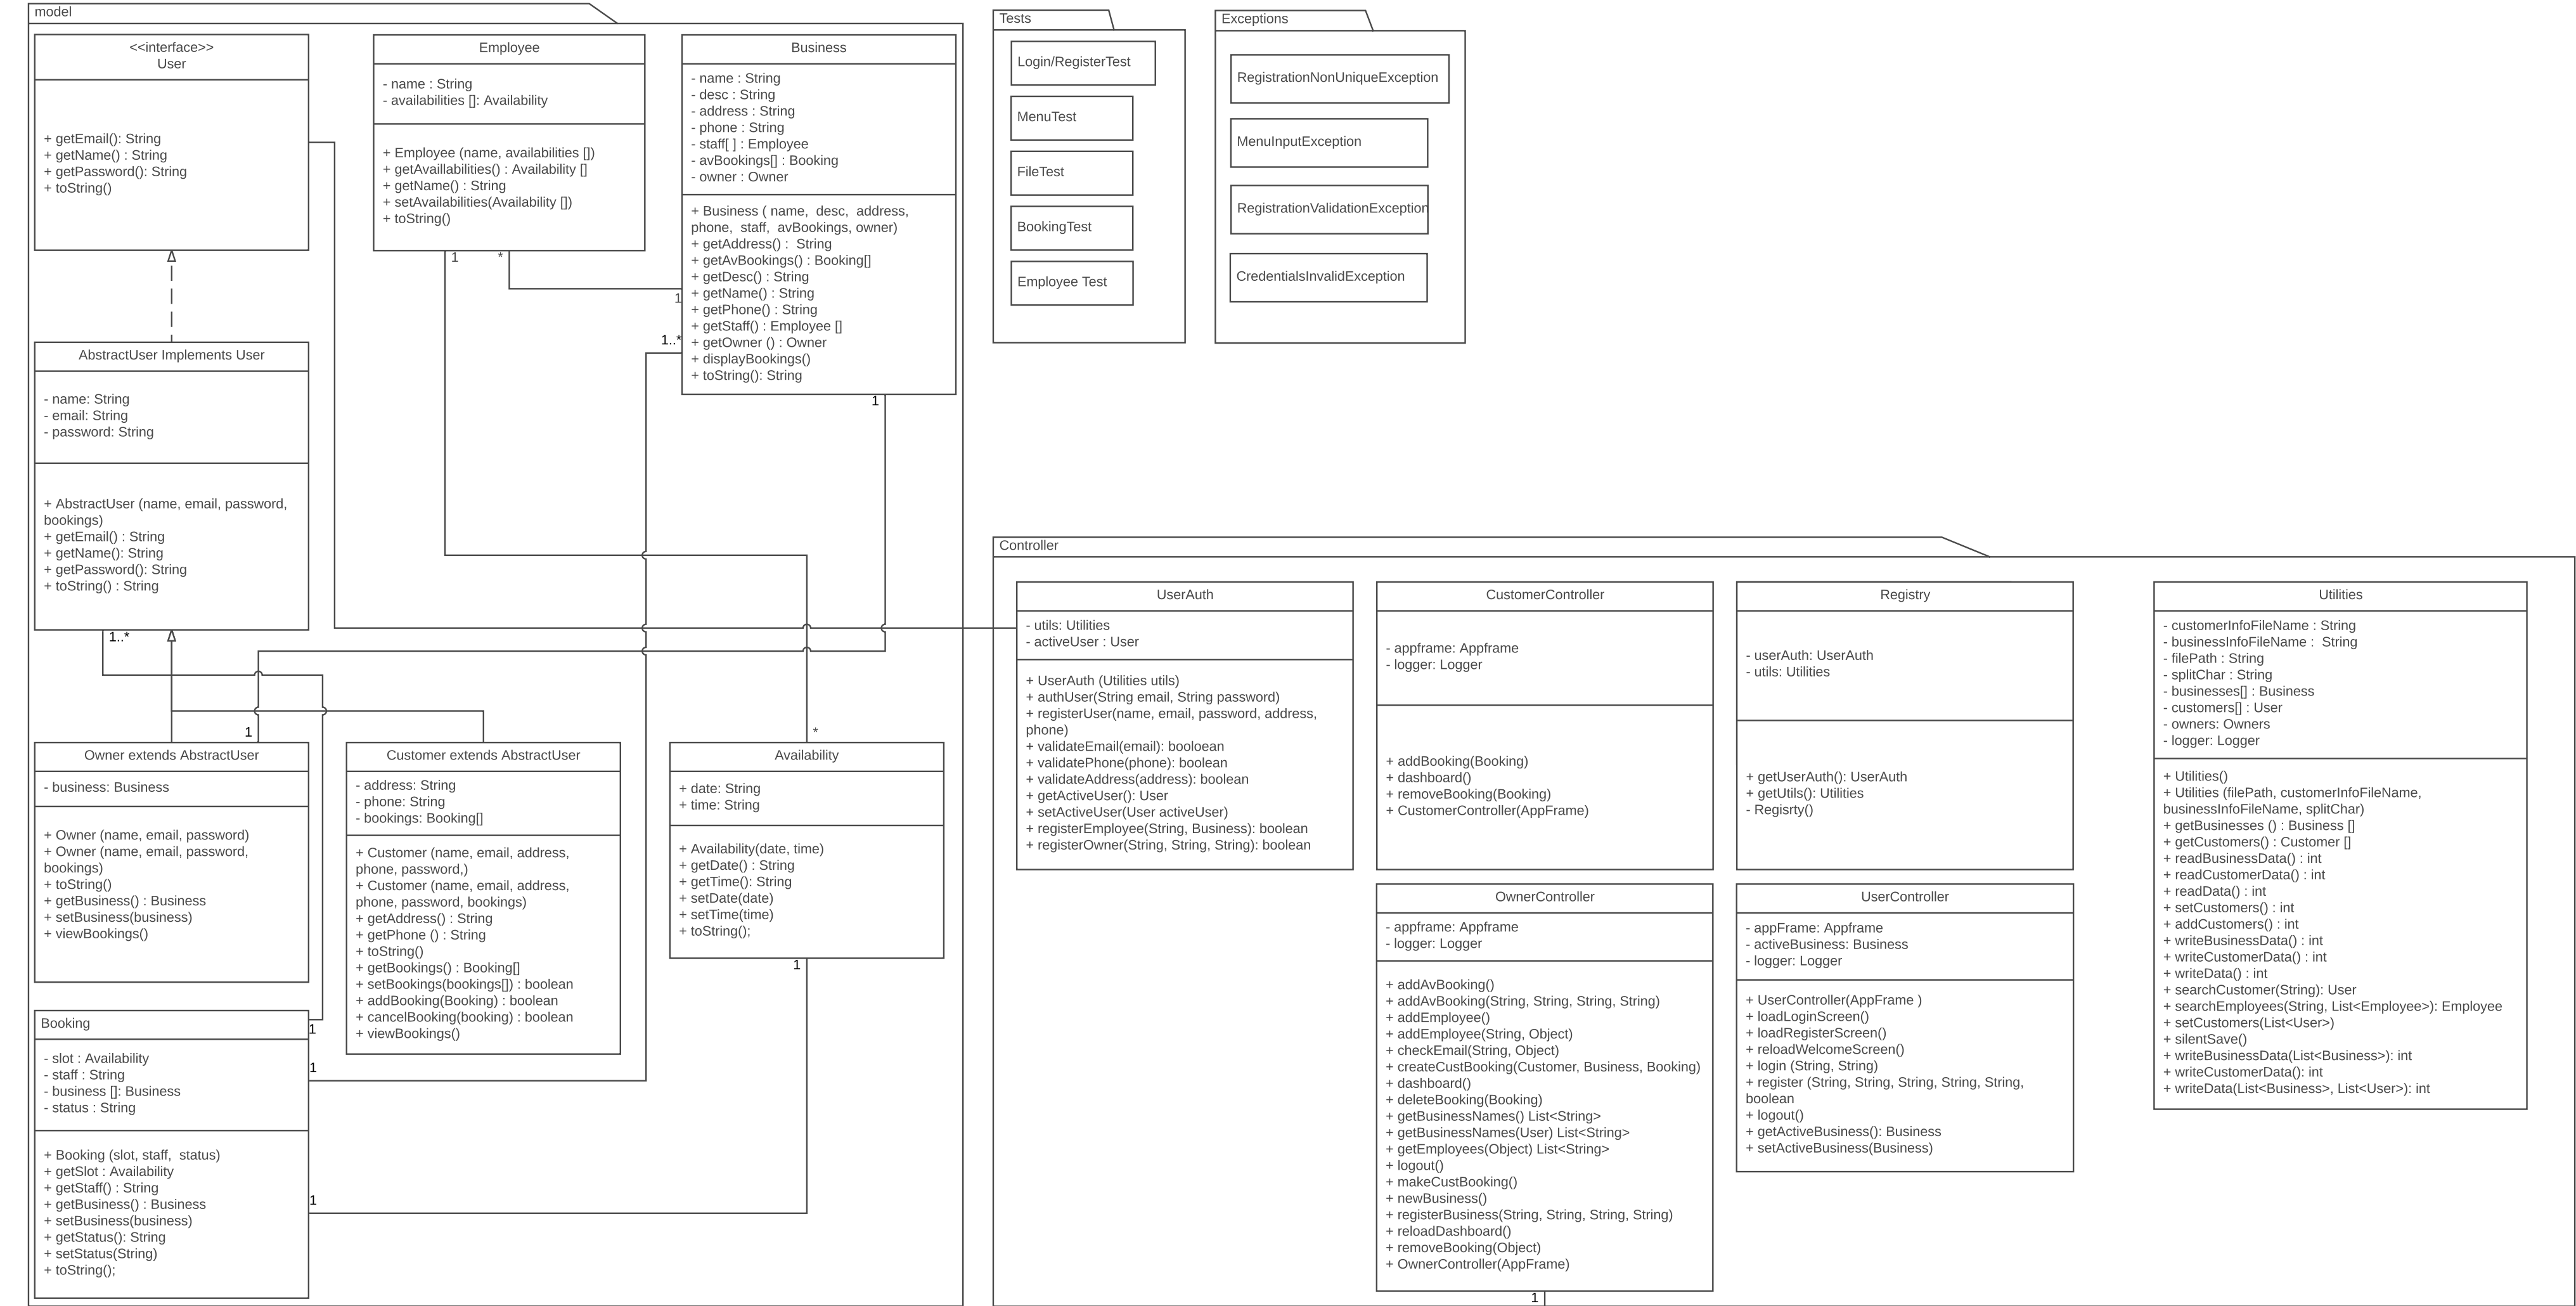 model
<<interface>>
User
+ getEmail(): String
+ getName() : String
+ getPassword(): String
+ toString()
Employee
- name : String
- availabilities []: Availability
+ Employee (name, availabilities [])
+ getAvaillabilities() : Availability []
+ getName() : String
+ setAvailabilities(Availability [])
+ toString()
1
*
Business
- name : String
- desc : String
- address : String
- phone : String
- staff[ ] : Employee
- avBookings[] : Booking
- owner : Owner
+ Business ( name,  desc,  address,
phone,  staff,  avBookings, owner)
+ getAddress() :  String
+ getAvBookings() : Booking[]
+ getDesc() : String
+ getName() : String
+ getPhone() : String
+ getStaff() : Employee []
+ getOwner () : Owner
+ displayBookings()
+ toString(): String
1
1..*
1
AbstractUser Implements User
- name: String
- email: String
- password: String
+ AbstractUser (name, email, password,
bookings)
+ getEmail() : String
+ getName(): String
+ getPassword(): String
+ toString() : String
1..*
1
*
Owner extends AbstractUser
- business: Business
+ Owner (name, email, password)
+ Owner (name, email, password,
bookings)
+ toString()
+ getBusiness() : Business
+ setBusiness(business)
+ viewBookings()
Customer extends AbstractUser
- address: String
- phone: String
- bookings: Booking[]
+ Customer (name, email, address,
phone, password,)
+ Customer (name, email, address,
phone, password, bookings)
+ getAddress() : String
+ getPhone () : String
+ toString()
+ getBookings() : Booking[]
+ setBookings(bookings[]) : boolean
+ addBooking(Booking) : boolean
+ cancelBooking(booking) : boolean
+ viewBookings()
Availability
+ date: String
+ time: String
+ Availability(date, time)
+ getDate() : String
+ getTime(): String
+ setDate(date)
+ setTime(time)
+ toString();
1
Booking
- slot : Availability
- staff : String
- business []: Business
- status : String
+ Booking (slot, staff,  status)
+ getSlot : Availability
+ getStaff() : String
+ getBusiness() : Business
+ setBusiness(business)
+ getStatus(): String
+ setStatus(String)
+ toString();
1
1
1
Tests
Login/RegisterTest
MenuTest
FileTest
BookingTest
Employee Test
Exceptions
RegistrationNonUniqueException
MenuInputException
RegistrationValidationException
CredentialsInvalidException
Controller
UserAuth
- utils: Utilities
- activeUser : User
+ UserAuth (Utilities utils)
+ authUser(String email, String password)
+ registerUser(name, email, password, address,
phone)
+ validateEmail(email): booloean
+ validatePhone(phone): boolean
+ validateAddress(address): boolean
+ getActiveUser(): User
+ setActiveUser(User activeUser)
+ registerEmployee(String, Business): boolean
+ registerOwner(String, String, String): boolean
CustomerController
- appframe: Appframe
- logger: Logger
+ addBooking(Booking)
+ dashboard()
+ removeBooking(Booking)
+ CustomerController(AppFrame)
Registry
- userAuth: UserAuth
- utils: Utilities
+ getUserAuth(): UserAuth
+ getUtils(): Utilities
- Regisrty()
Utilities
- customerInfoFileName : String
- businessInfoFileName :  String
- filePath : String
- splitChar : String
- businesses[] : Business
- customers[] : User
- owners: Owners
- logger: Logger
+ Utilities()
+ Utilities (filePath, customerInfoFileName,
businessInfoFileName, splitChar)
+ getBusinesses () : Business []
+ getCustomers() : Customer []
+ readBusinessData() : int
+ readCustomerData() : int
+ readData() : int
+ setCustomers() : int
+ addCustomers() : int
+ writeBusinessData() : int
+ writeCustomerData() : int
+ writeData() : int
+ searchCustomer(String): User
+ searchEmployees(String, List<Employee>): Employee
+ setCustomers(List<User>)
+ silentSave()
+ writeBusinessData(List<Business>): int
+ writeCustomerData(): int
+ writeData(List<Business>, List<User>): int
OwnerController
- appframe: Appframe
- logger: Logger
+ addAvBooking()
+ addAvBooking(String, String, String, String)
+ addEmployee()
+ addEmployee(String, Object)
+ checkEmail(String, Object)
+ createCustBooking(Customer, Business, Booking)
+ dashboard()
+ deleteBooking(Booking)
+ getBusinessNames() List<String>
+ getBusinessNames(User) List<String>
+ getEmployees(Object) List<String>
+ logout()
+ makeCustBooking()
+ newBusiness()
+ registerBusiness(String, String, String, String)
+ reloadDashboard()
+ removeBooking(Object)
+ OwnerController(AppFrame)
1
UserController
- appFrame: Appframe
- activeBusiness: Business
- logger: Logger
+ UserController(AppFrame )
+ loadLoginScreen()
+ loadRegisterScreen()
+ reloadWelcomeScreen()
+ login (String, String)
+ register (String, String, String, String, String,
boolean
+ logout()
+ getActiveBusiness(): Business
+ setActiveBusiness(Business)